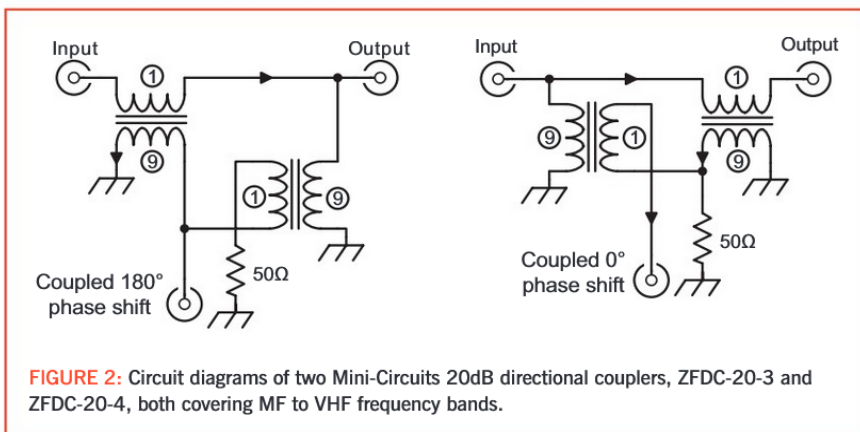 Input
Output
①
⑨
①
⑨
50Ω
Coupled 180°
phase shift
Input
Output
①
⑨
①
⑨
50Ω
Coupled 0°
phase shift
FIGURE 2: Circuit diagrams of two Mini-Circuits 20dB directional couplers, ZFDC-20-3 and
ZFDC-20-4, both covering MF to VHF frequency bands.